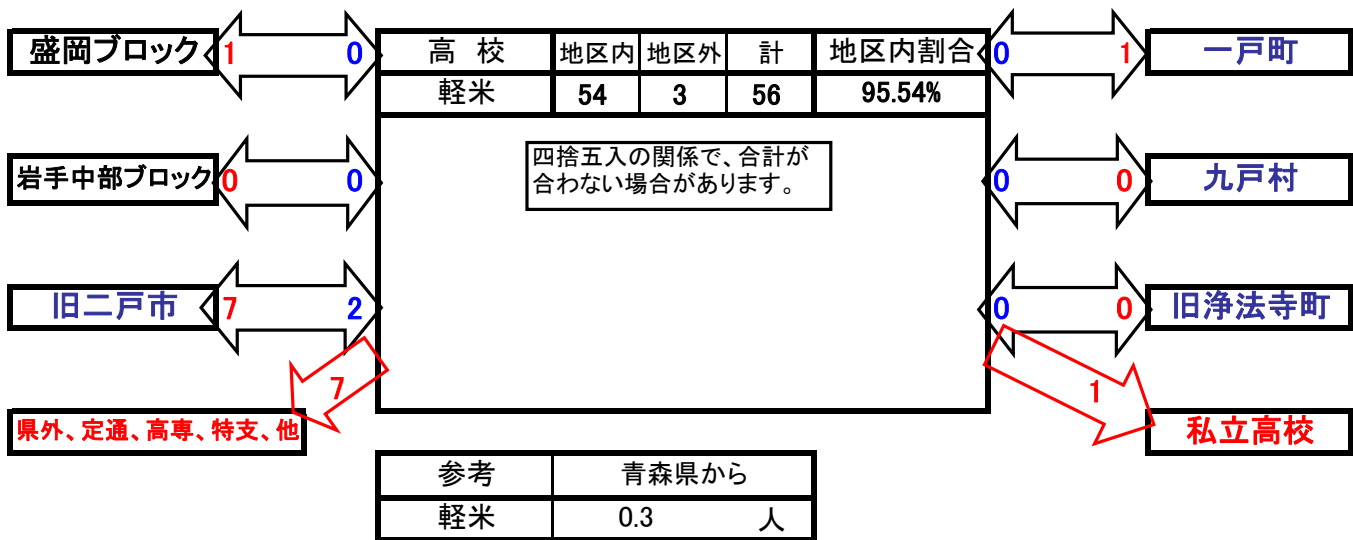 盛岡ブロック 1 0 高 校 地区内 地区外 計 地区内割合 0 1 一戸町
軽米 54 3 56 95.54%
四捨五入の関係で、合計が
合わない場合があります。
岩手中部ブロック 0 0 0 0 九戸村
旧二戸市 7 2 0 0 旧浄法寺町
7 1
県外、定通、高専、特支、他 私立高校
参考 青森県から
軽米 0.3 人